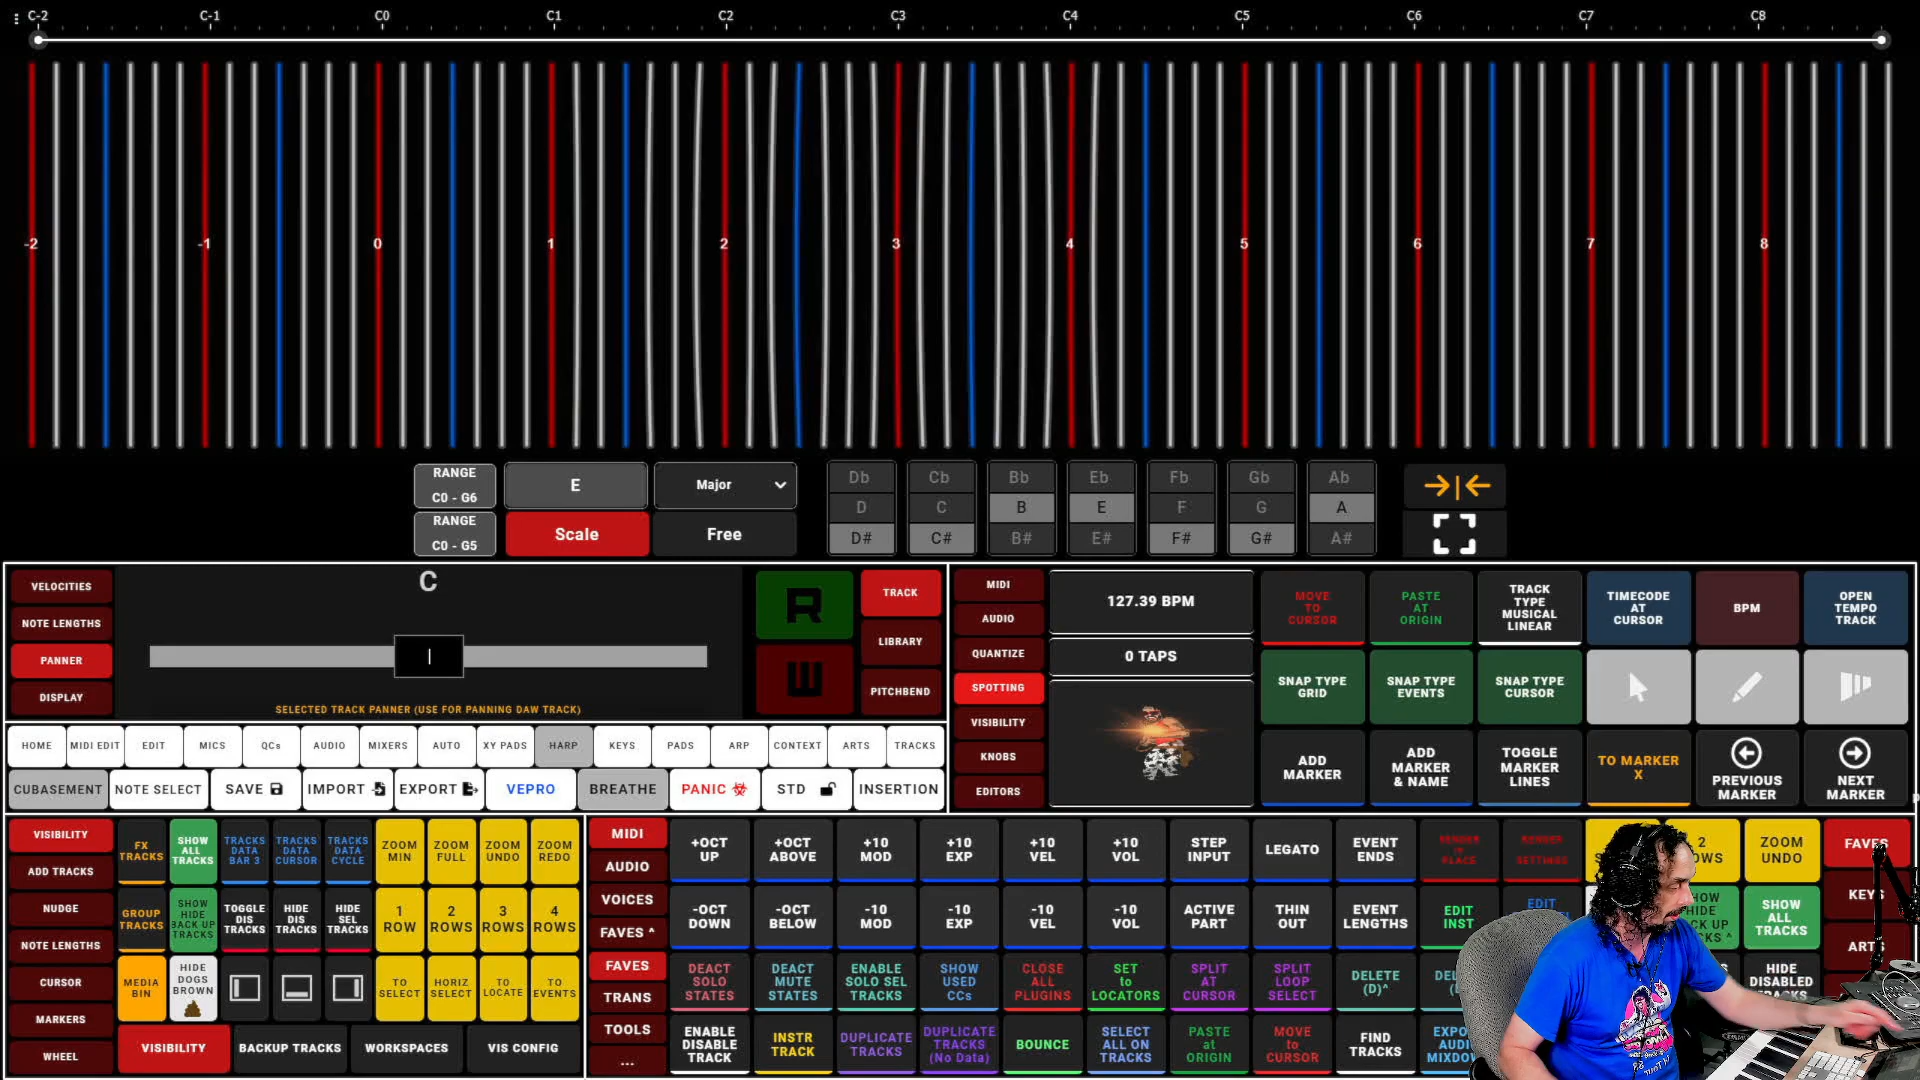 C-2 C-1 C0 C1 C2 C3 C4 C5 C6 C7 C8
-2 -1 0 1 2 3 4 5 6 7 8
RANGE
C0 - G6
E
Major
Db Cb Bb Eb Fb Gb Ab
D C B E F G A
D# C# B# E# F# G# A#
RANGE
C0 - G5
Scale
Free
VELOCITIES
NOTE LENGTHS
PANNER
DISPLAY
C
SELECTED TRACK PANNER (USE FOR PANNING DAW TRACK)
R
TRACK
LIBRARY
PITCHBEND
MIDI
AUDIO
QUANTIZE
SPOTTING
VISIBILITY
KNOBS
EDITORS
127.39 BPM
0 TAPS
MOVE
TO
CURSOR
PASTE
AT
ORIGIN
TRACK
TYPE
MUSICAL
LINEAR
TIMECODE
AT
CURSOR
BPM
OPEN
TEMPO
TRACK
SNAP TYPE
GRID
SNAP TYPE
EVENTS
SNAP TYPE
CURSOR
ADD
MARKER
ADD
MARKER
& NAME
TOGGLE
MARKER
LINES
TO MARKER
X
PREVIOUS
MARKER
NEXT
MARKER
HOME MIDI EDIT EDIT MICS QCs AUDIO MIXERS AUTO XY PADS HARP KEYS PADS ARP CONTEXT ARTS TRACKS
CUBASEMENT NOTE SELECT SAVE IMPORT EXPORT VEPRO BREATHE PANIC STD INSERTION
VISIBILITY
ADD TRACKS
NUDGE
NOTE LENGTHS
CURSOR
MARKERS
WHEEL
FX
TRACKS
SHOW
ALL
TRACKS
TRACKS
DATA
BAR 3
TRACKS
DATA
CURSOR
TRACKS
DATA
CYCLE
ZOOM
MIN
ZOOM
FULL
ZOOM
UNDO
ZOOM
REDO
GROUP
TRACKS
SHOW
HIDE
BACK UP
TRACKS
TOGGLE
DIS
TRACKS
HIDE
DIS
TRACKS
HIDE
SEL
TRACKS
1
ROW
2
ROWS
3
ROWS
4
ROWS
MEDIA
BIN
HIDE
DOGS
BROWN
TO
SELECT
HORIZ
SELECT
TO
LOCATE
TO
EVENTS
VISIBILITY
BACKUP TRACKS
WORKSPACES
VIS CONFIG
MIDI
AUDIO
VOICES
FAVES ^
FAVES
TRANS
TOOLS
...
+OCT
UP
+OCT
ABOVE
+10
MOD
+10
EXP
+10
VEL
+10
VOL
STEP
INPUT
LEGATO
EVENT
ENDS
RENDER
IN
PLACE
RENDER
SETTINGS
2
ZOOM
UNDO
FAVES
-OCT
DOWN
-OCT
BELOW
-10
MOD
-10
EXP
-10
VEL
-10
VOL
ACTIVE
PART
THIN
OUT
EVENT
LENGTHS
EDIT
INST
EDIT
SHOW
ALL
TRACKS
KEYS
DEACT
SOLO
STATES
DEACT
MUTE
STATES
ENABLE
SOLO SEL
TRACKS
SHOW
USED
CCs
CLOSE
ALL
PLUGINS
SET
to
LOCATORS
SPLIT
AT
CURSOR
SPLIT
LOOP
SELECT
DELETE
(D)^
HIDE
DISABLED
TRACKS
ARTS
ENABLE
DISABLE
TRACK
INSTR
TRACK
DUPLICATE
TRACKS
DUPLICATE
TRACKS
(No Data)
BOUNCE
SELECT
ALL ON
TRACKS
PASTE
at
ORIGIN
MOVE
to
CURSOR
FIND
TRACKS